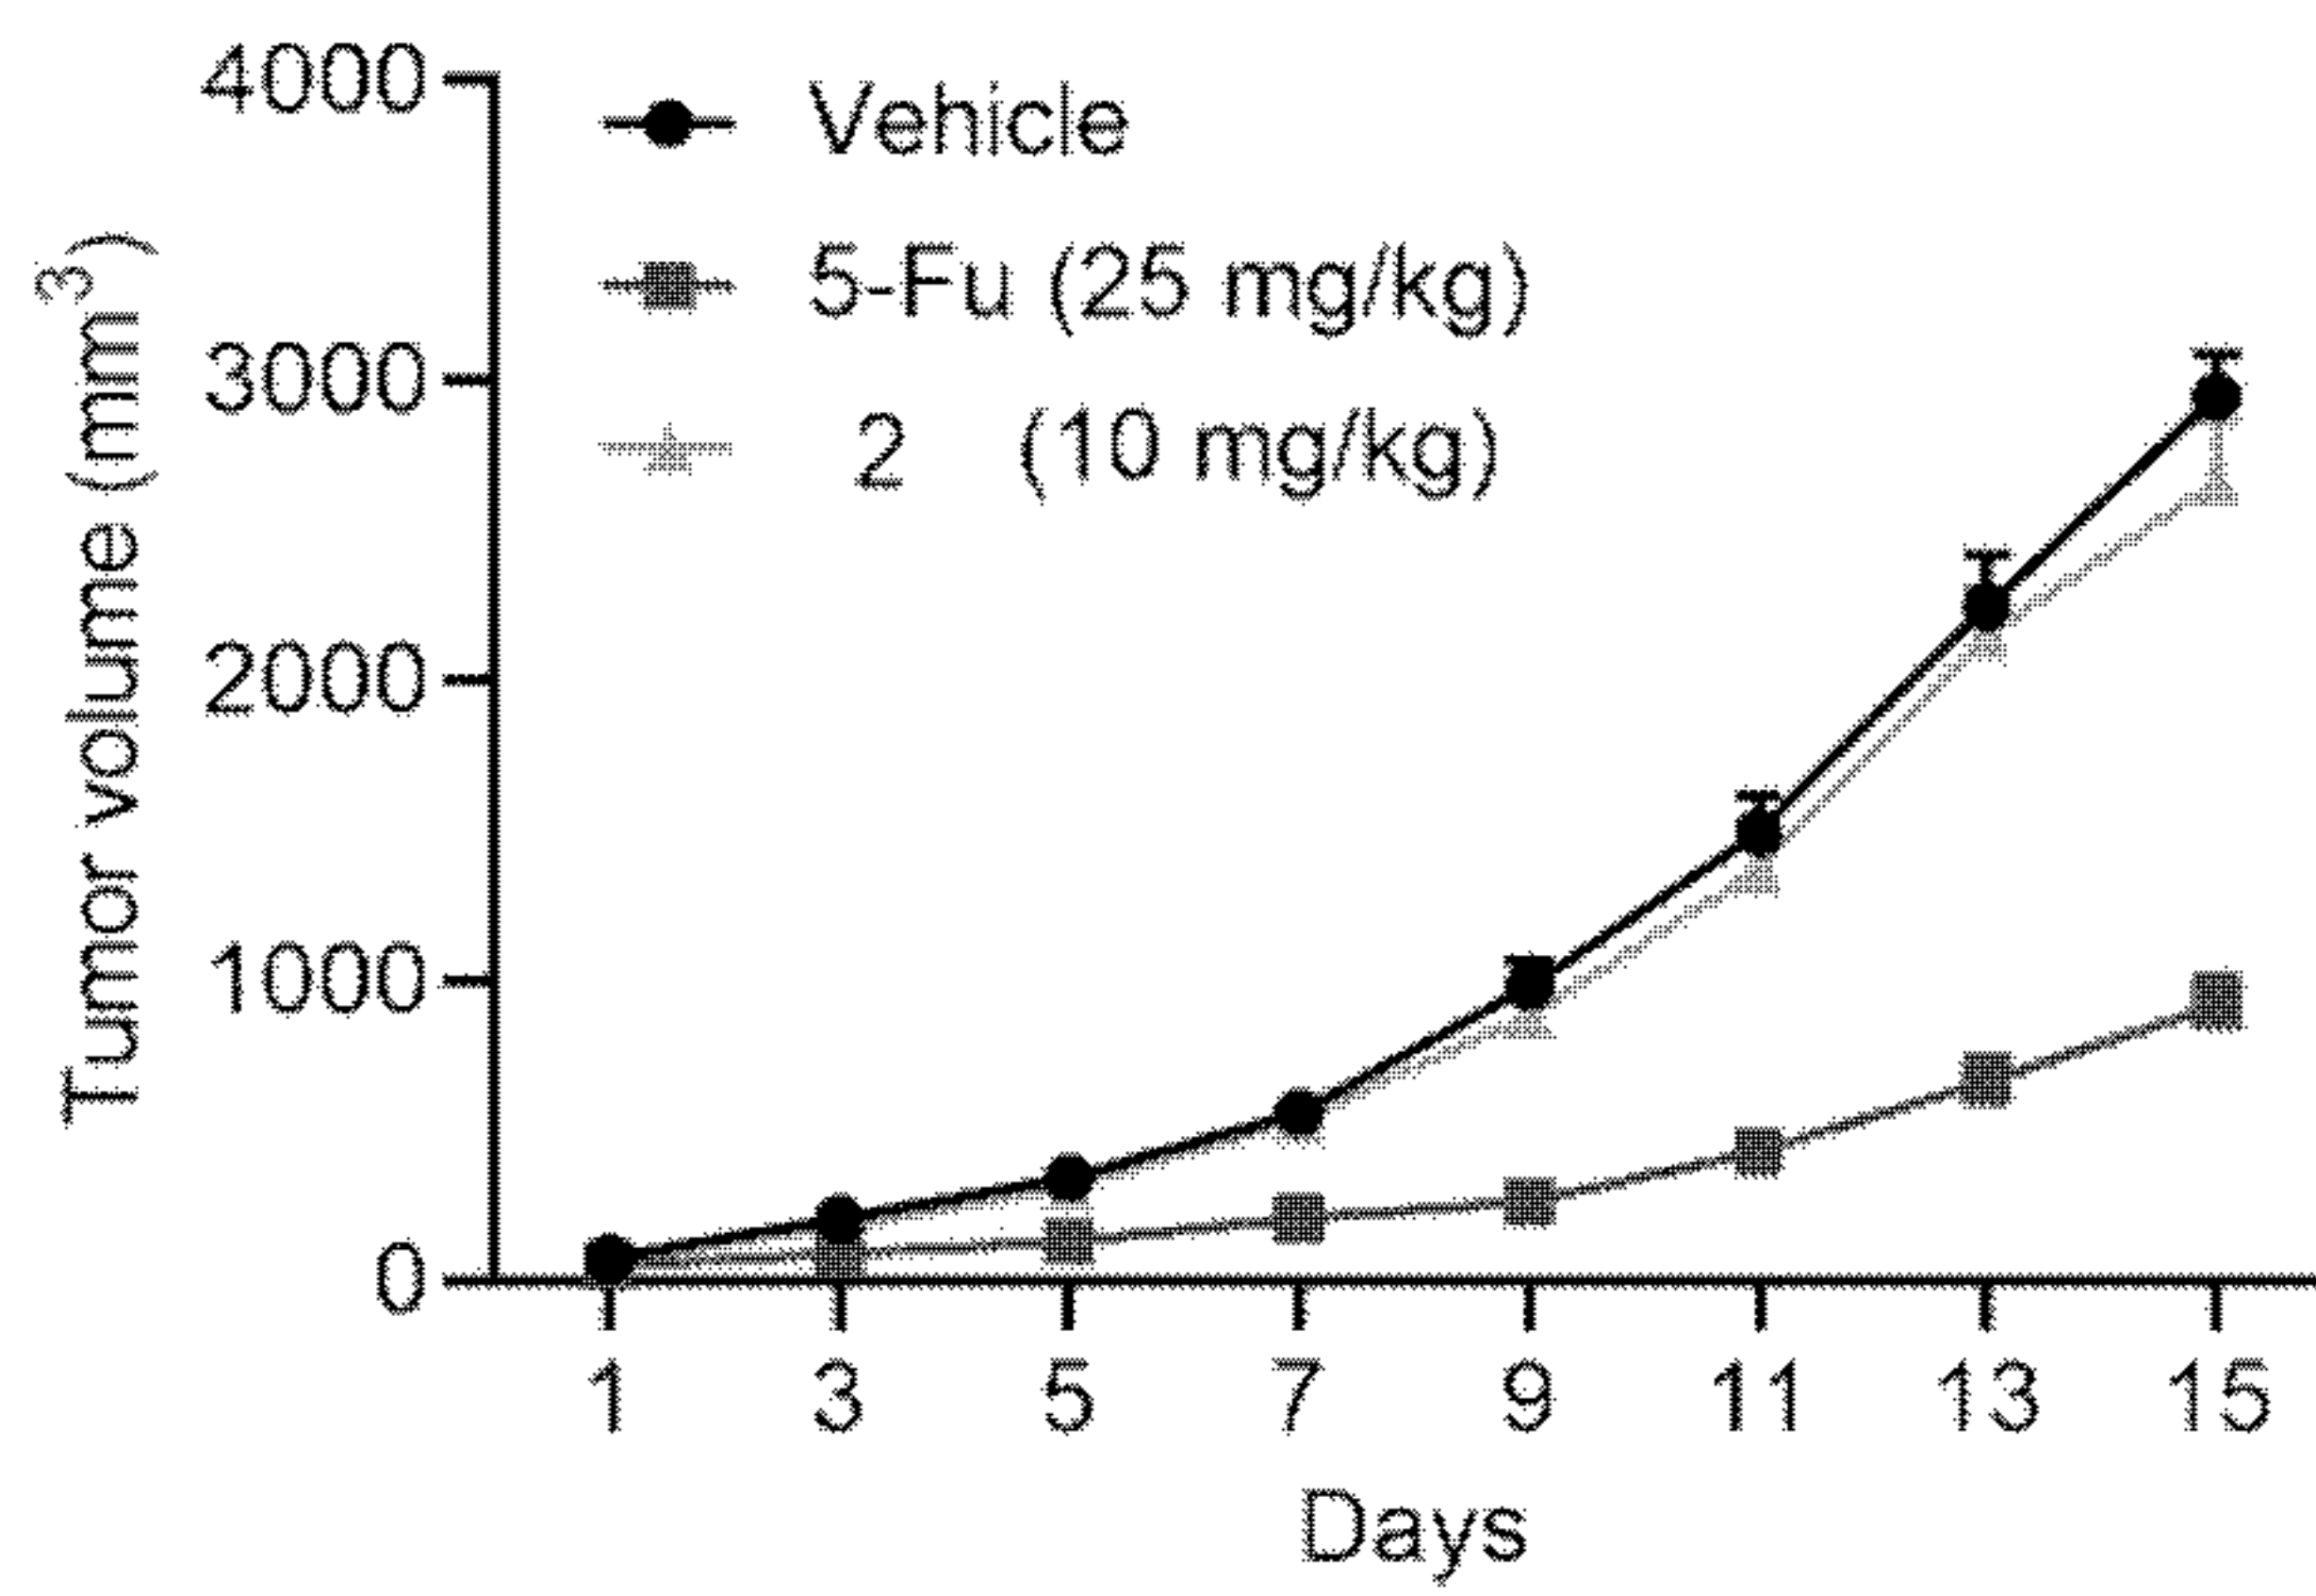 Tumor volume (mm³)
4000
3000
2000
1000
0
Vehicle
5-Fu (25 mg/kg)
2 (10 mg/kg)
1 3 5 7 9 11 13 15
Days